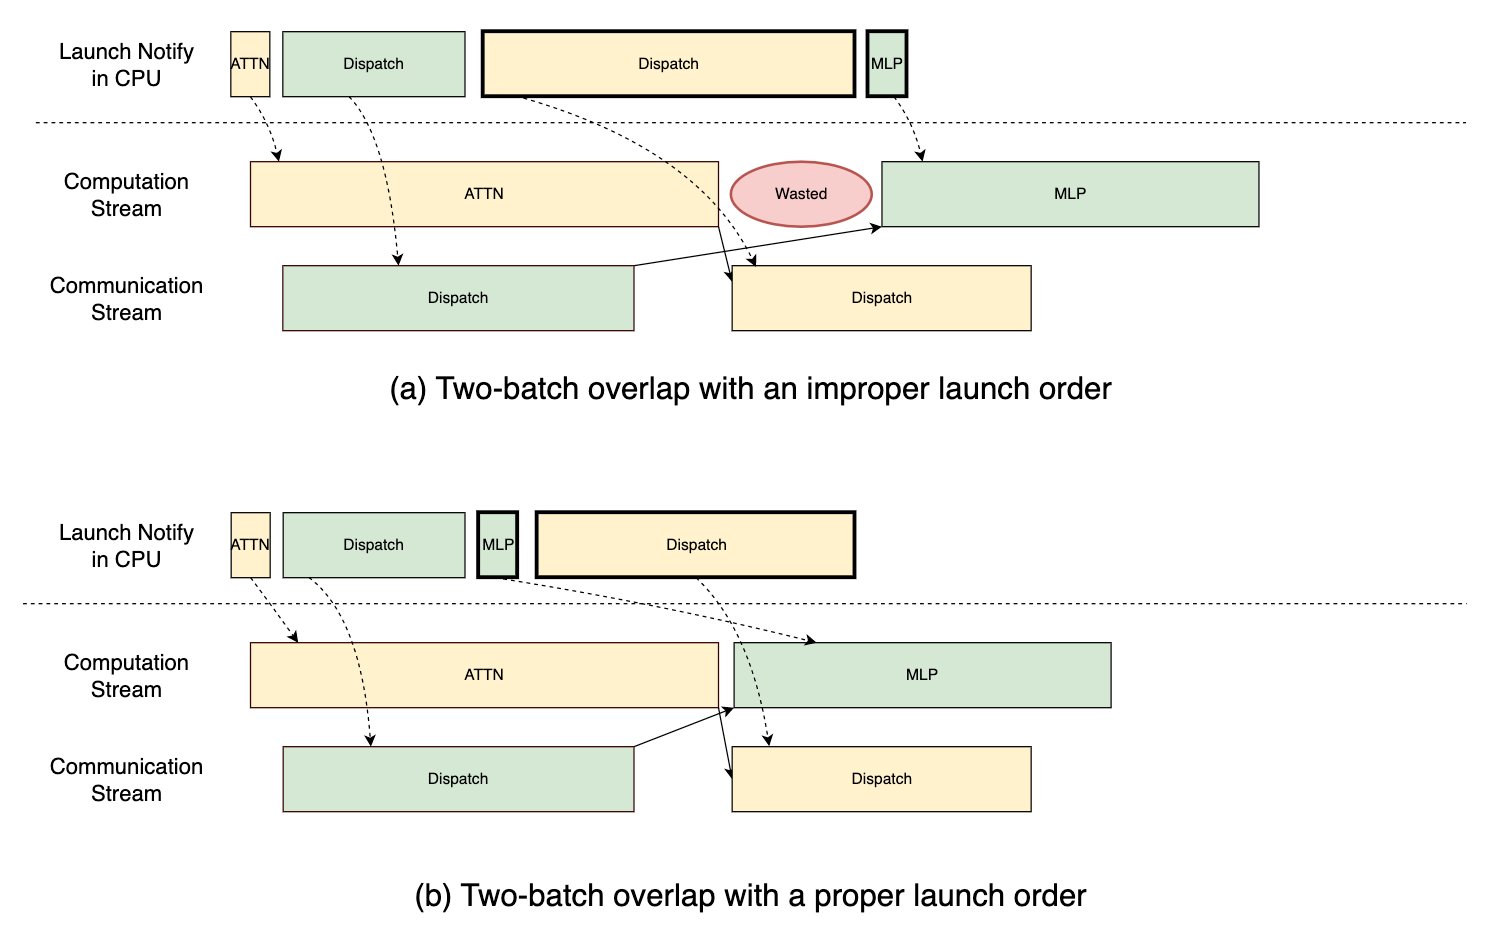 Launch Notify
in CPU
ATTN
Dispatch
Dispatch
MLP
Computation
Stream
ATTN
Wasted
MLP
Communication
Stream
Dispatch
Dispatch
(a) Two-batch overlap with an improper launch order
Launch Notify
in CPU
ATTN
Dispatch
MLP
Dispatch
Computation
Stream
ATTN
MLP
Communication
Stream
Dispatch
Dispatch
(b) Two-batch overlap with a proper launch order